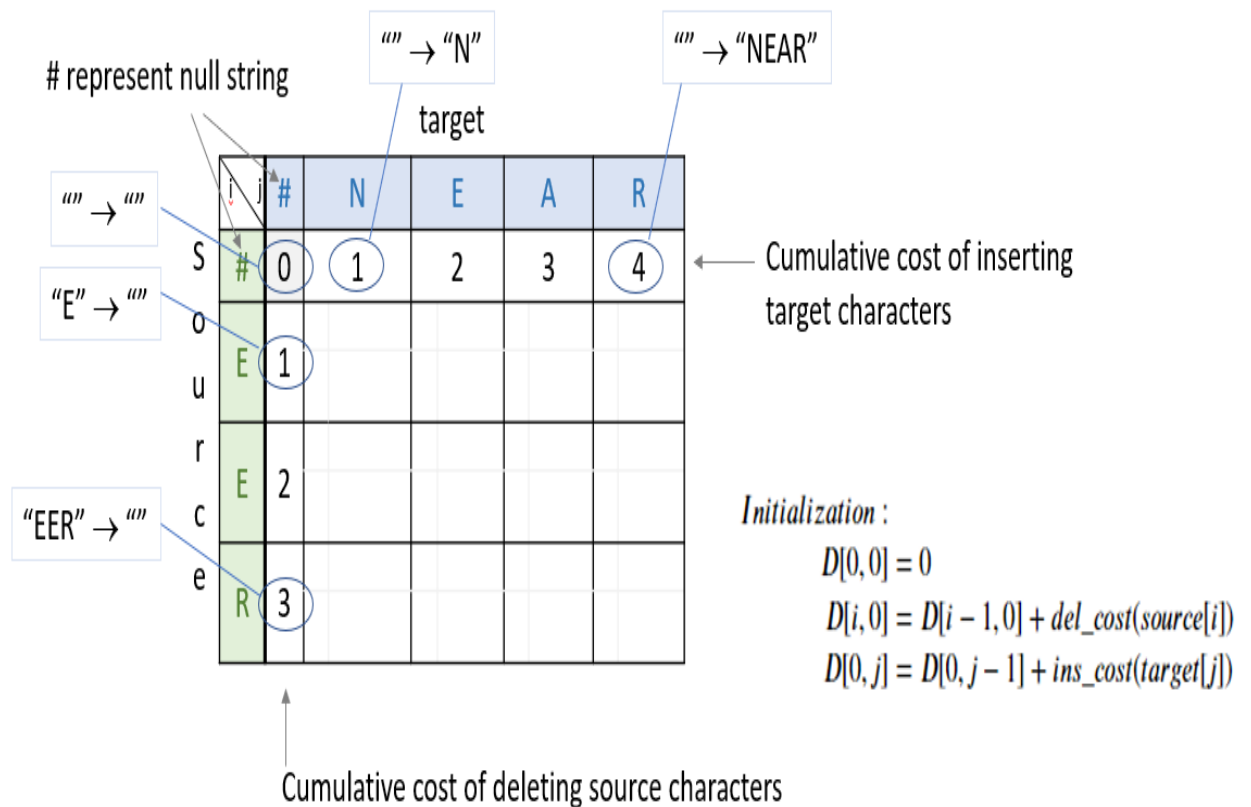 “” → “N”
“” → “NEAR”
# represent null string
target
i j # N E A R
“” → “”
S # 0 1 2 3 4
Cumulative cost of inserting
target characters
“E” → “”
o
E 1
u
r
E 2
“EER” → “”
c
e
R 3
Initialization :
D[0,0] = 0
D[i,0] = D[i−1,0] + del_cost(source[i])
D[0,j] = D[0,j−1] + ins_cost(target[j])
Cumulative cost of deleting source characters